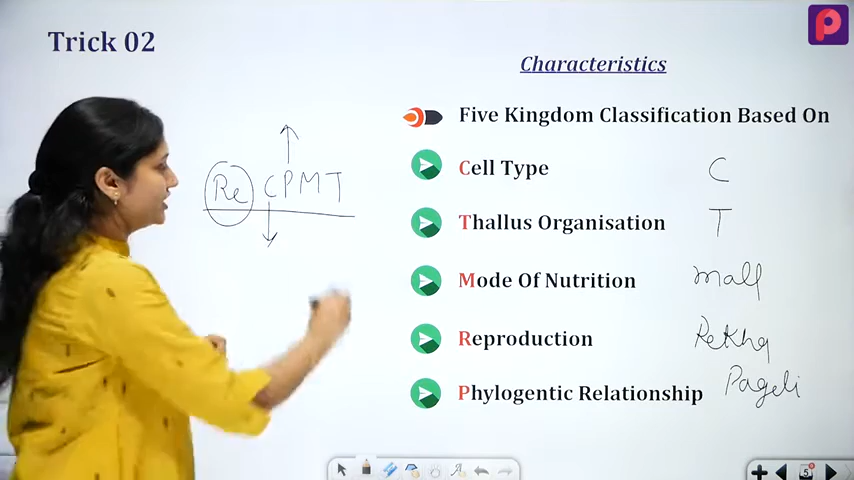 Trick 02
Characteristics
Five Kingdom Classification Based On
Re CPMT
Cell Type C
Thallus Organisation T
Mode Of Nutrition mall
Reproduction Rekha
Phylogentic Relationship Pageli